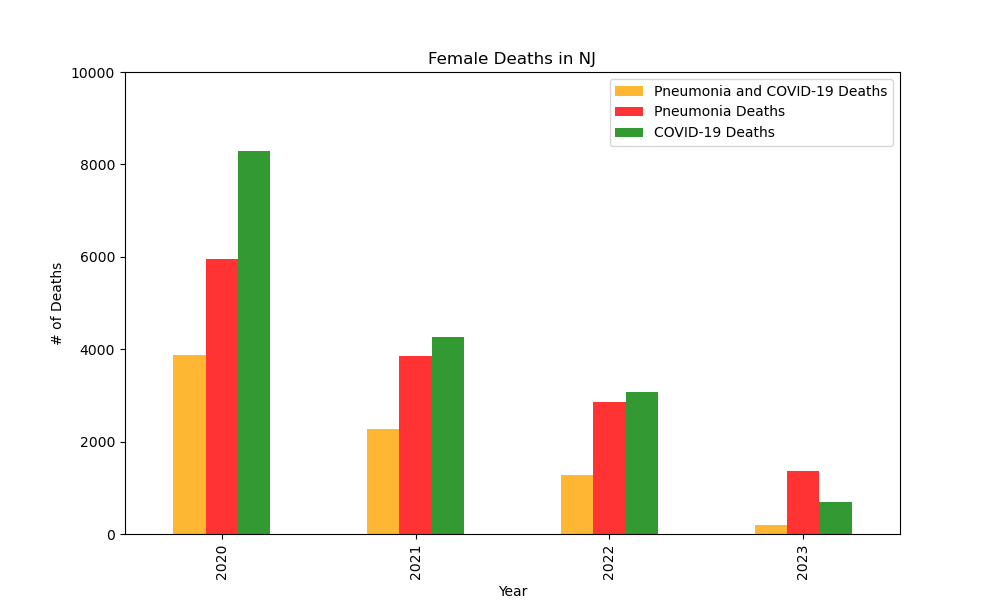 Female Deaths in NJ
Pneumonia and COVID-19 Deaths
Pneumonia Deaths
COVID-19 Deaths
# of Deaths
10000
8000
6000
4000
2000
0
2020
2021
2022
2023
Year